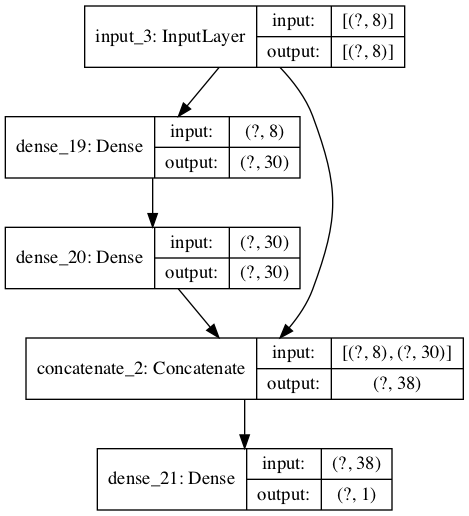 input_3: InputLayer
input: [(?, 8)]
output: [(?, 8)]
dense_19: Dense
input: (?, 8)
output: (?, 30)
dense_20: Dense
input: (?, 30)
output: (?, 30)
concatenate_2: Concatenate
input: [(?, 8), (?, 30)]
output: (?, 38)
dense_21: Dense
input: (?, 38)
output: (?, 1)